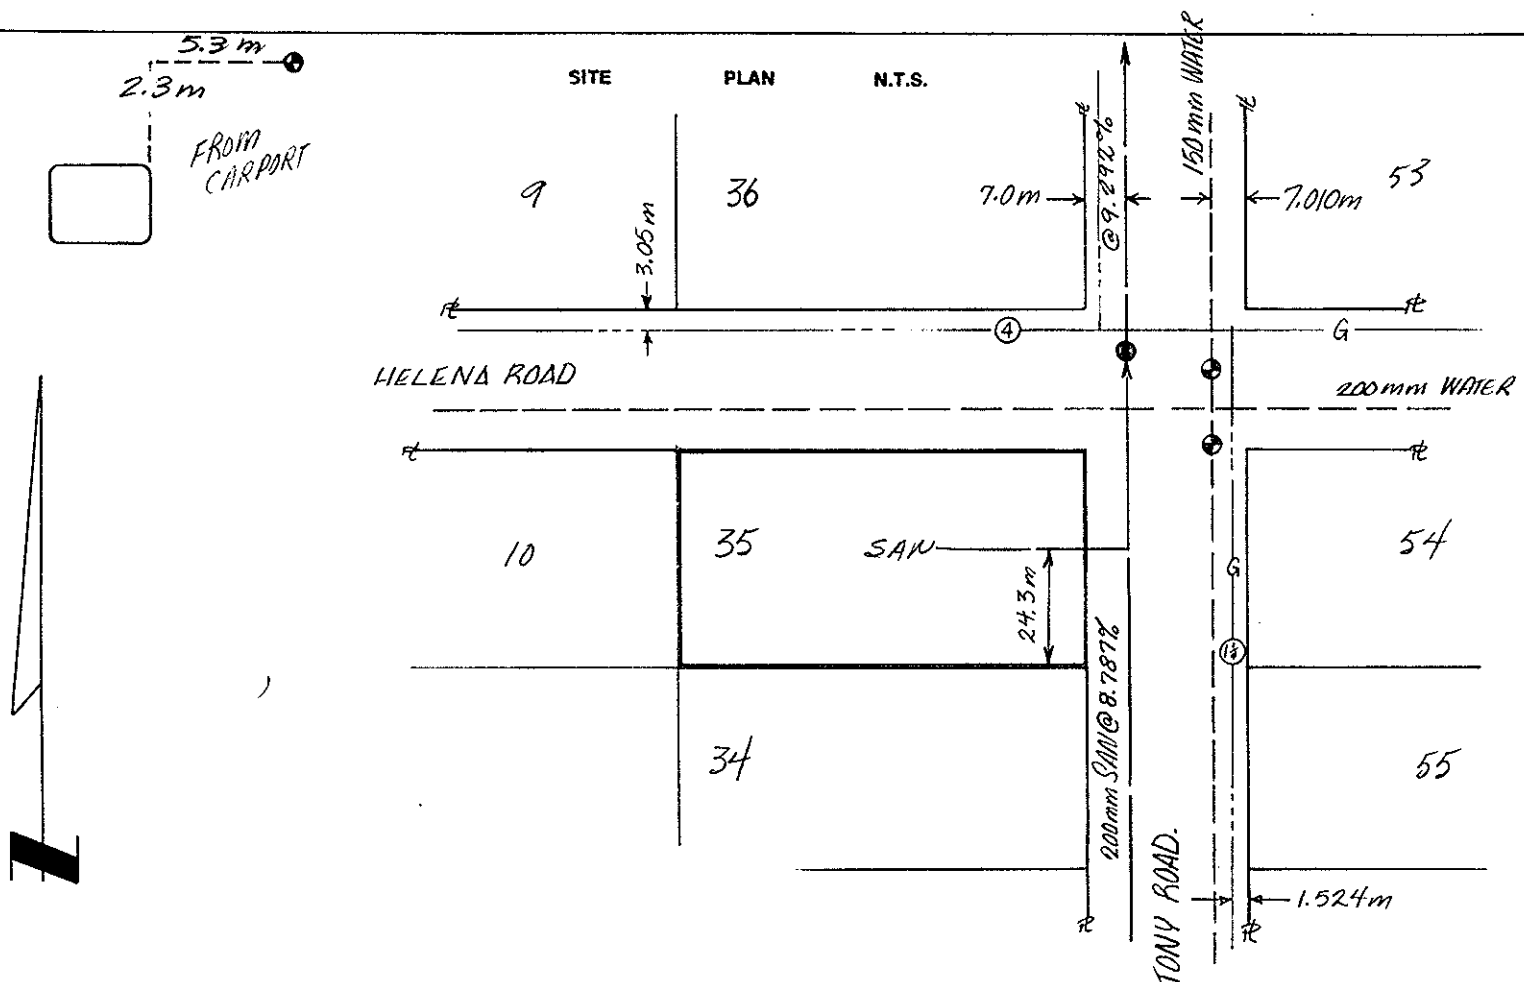 5.3 m
2.3m
FROM
CARPORT
SITE PLAN N.T.S.
150mm WATER
@ 9.292%
9
36
53
7.0m
7.010m
3.05m
4
G
HELENA ROAD
200mm WATER
10
35
SAN
54
24.3m
G
200mm SAN @ 8.787%
34
55
TONY ROAD.
1.524m
N